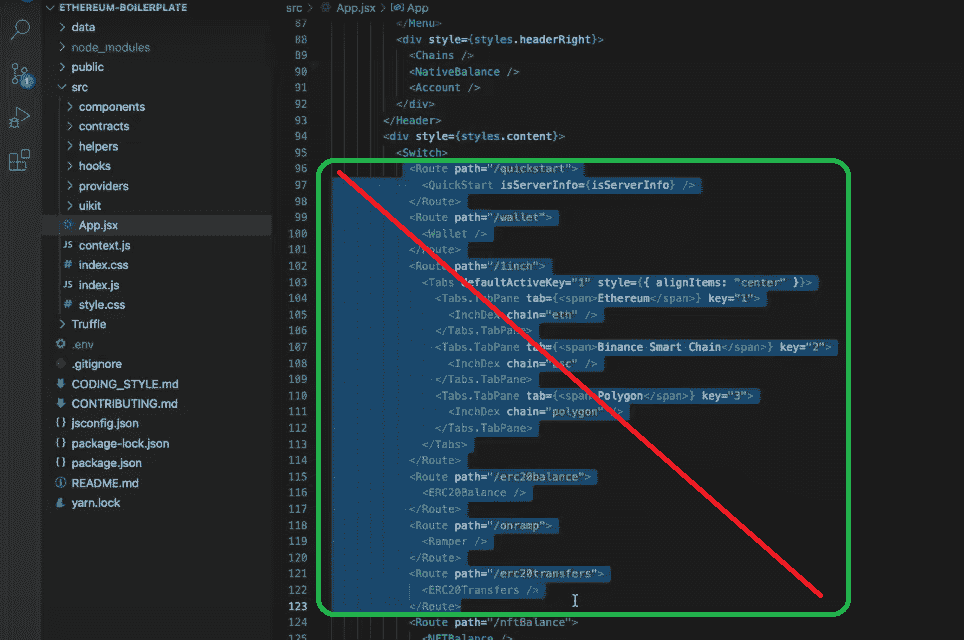 ETHEREUM-BOILERPLATE
data
node_modules
public
src
components
contracts
helpers
hooks
providers
uikit
App.jsx
JS context.js
# index.css
JS index.js
# style.css
Truffle
.env
.gitignore
CODING_STYLE.md
CONTRIBUTING.md
{} jsconfig.json
{} package-lock.json
{} package.json
README.md
yarn.lock
src > App.jsx > App
87 </Menu>
88 <div style={styles.headerRight}>
89 <Chains />
90 <NativeBalance />
91 <Account />
92 </div>
93 </Header>
94 <div style={styles.content}>
95 <Switch>
96 <Route path="/quickstart">
97 <QuickStart isServerInfo={isServerInfo} />
98 </Route>
99 <Route path="/wallet">
100 <Wallet />
101 </Route>
102 <Route path="/1inch">
103 <Tabs defaultActiveKey="1" style={{ alignItems: "center" }}>
104 <Tabs.TabPane tab={<span>Ethereum</span>} key="1">
105 <InchDex chain="eth" />
106 </Tabs.TabPane>
107 <Tabs.TabPane tab={<span>Binance Smart Chain</span>} key="2">
108 <InchDex chain="bsc" />
109 </Tabs.TabPane>
110 <Tabs.TabPane tab={<span>Polygon</span>} key="3">
111 <InchDex chain="polygon" />
112 </Tabs.TabPane>
113 </Tabs>
114 </Route>
115 <Route path="/erc20balance">
116 <ERC20Balance />
117 </Route>
118 <Route path="/onramp">
119 <Ramper />
120 </Route>
121 <Route path="/erc20transfers">
122 <ERC20Transfers />
123 </Route>
124 <Route path="/nftBalance">
125 <NFTBalance />